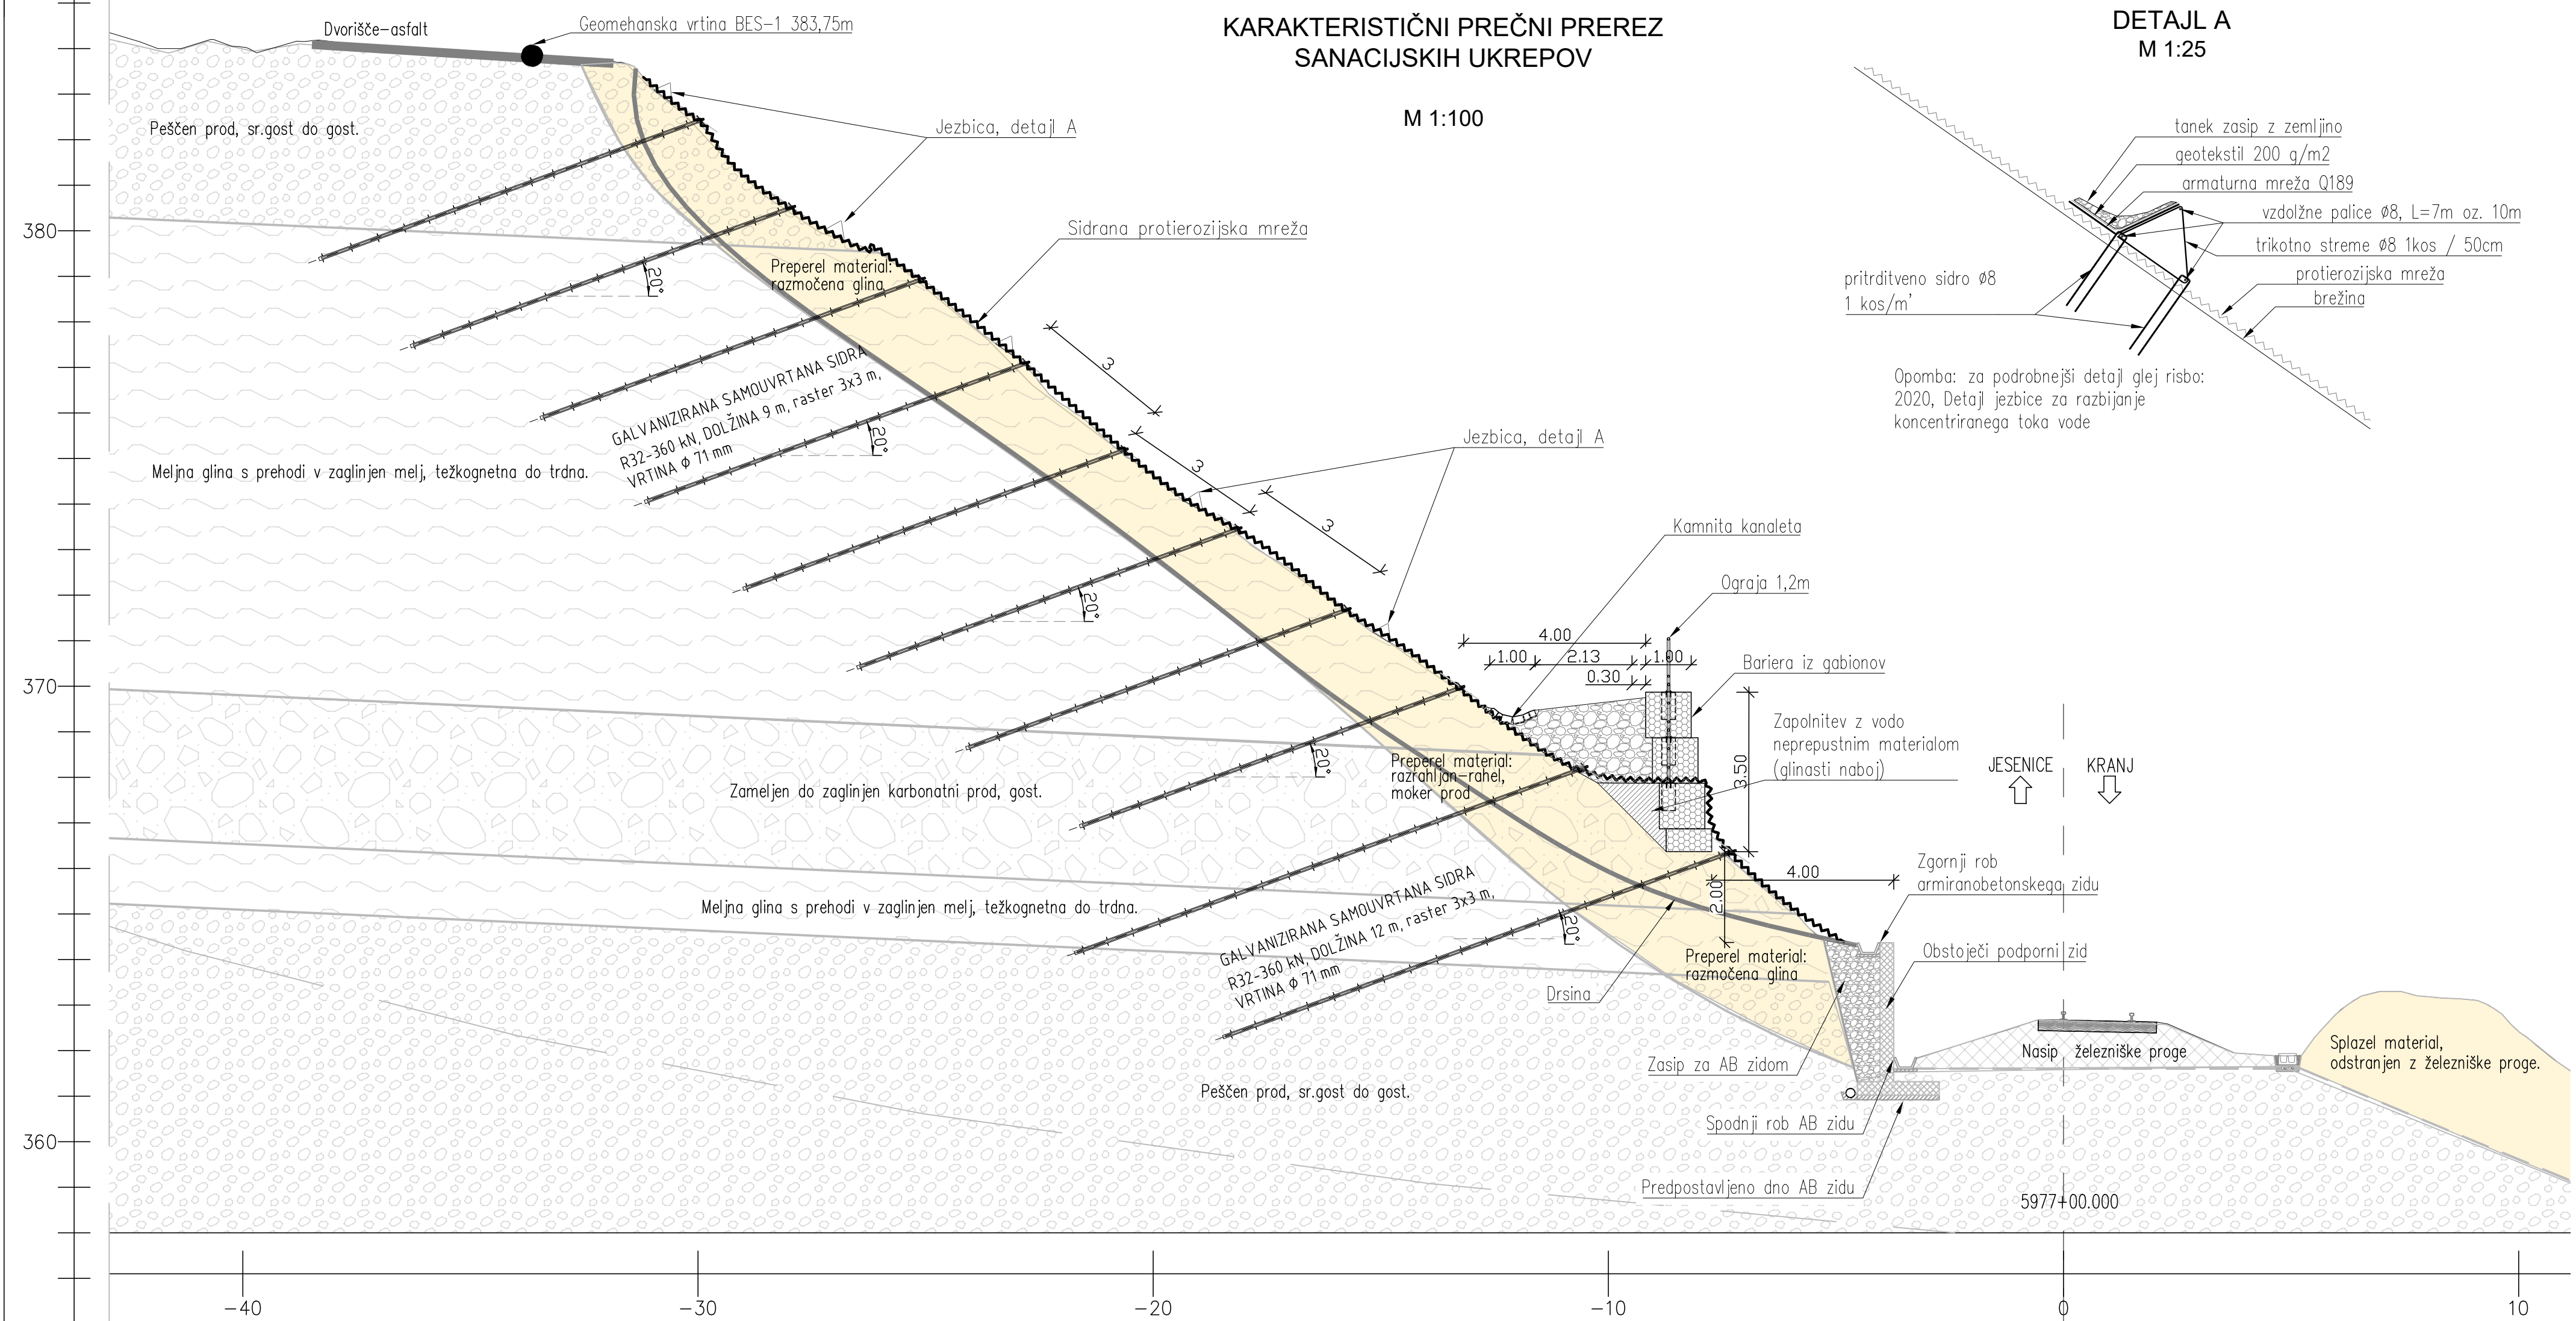 KARAKTERISTIČNI PREČNI PREREZ
SANACIJSKIH UKREPOV
M 1:100
DETAJL A
M 1:25
Dvorišče-asfalt
Geomehanska vrtina BES-1 383,75m
Peščen prod, sr.gost do gost.
Jezbica, detajl A
Sidrana protierozijska mreža
Preperel material:
razmočena glina
20°
3
3
3
GALVANIZIRANA SAMOUVRTANA SIDRA
R32-360 kN, DOLŽINA 9 m, raster 3x3 m,
VRTINA ϕ 71 mm
20°
Meljna glina s prehodi v zaglinjen melj, težkognetna do trdna.
Jezbica, detajl A
tanek zasip z zemljino
geotekstil 200 g/m2
armaturna mreža Q189
vzdolžne palice ø8, L=7m oz. 10m
trikotno streme ø8 1kos / 50cm
protierozijska mreža
brežina
pritrditveno sidro ø8
1 kos/m'
Opomba: za podrobnejši detajl glej risbo:
2020, Detajl jezbice za razbijanje
koncentriranega toka vode
Kamnita kanaleta
Ograja 1,2m
20°
4.00
1.00
2.13
1.00
0.30
Bariera iz gabionov
Zapolnitev z vodo
neprepustnim materialom
(glinasti naboj)
3.50
20°
Preperel material:
razrahljan-rahel,
moker prod
Zameljen do zaglinjen karbonatni prod, gost.
JESENICE
KRANJ
4.00
2.00
Zgornji rob
armiranobetonskega zidu
Meljna glina s prehodi v zaglinjen melj, težkognetna do trdna.
GALVANIZIRANA SAMOUVRTANA SIDRA
R32-360 kN, DOLŽINA 12 m, raster 3x3 m,
VRTINA ϕ 71 mm
20°
Preperel material:
razmočena glina
Obstoječi podporni zid
Drsina
Zasip za AB zidom
Nasip železniške proge
Splazel material,
odstranjen z železniške proge.
Peščen prod, sr.gost do gost.
Spodnji rob AB zidu
Predpostavljeno dno AB zidu
5977+00.000
380
370
360
-40
-30
-20
-10
0
10